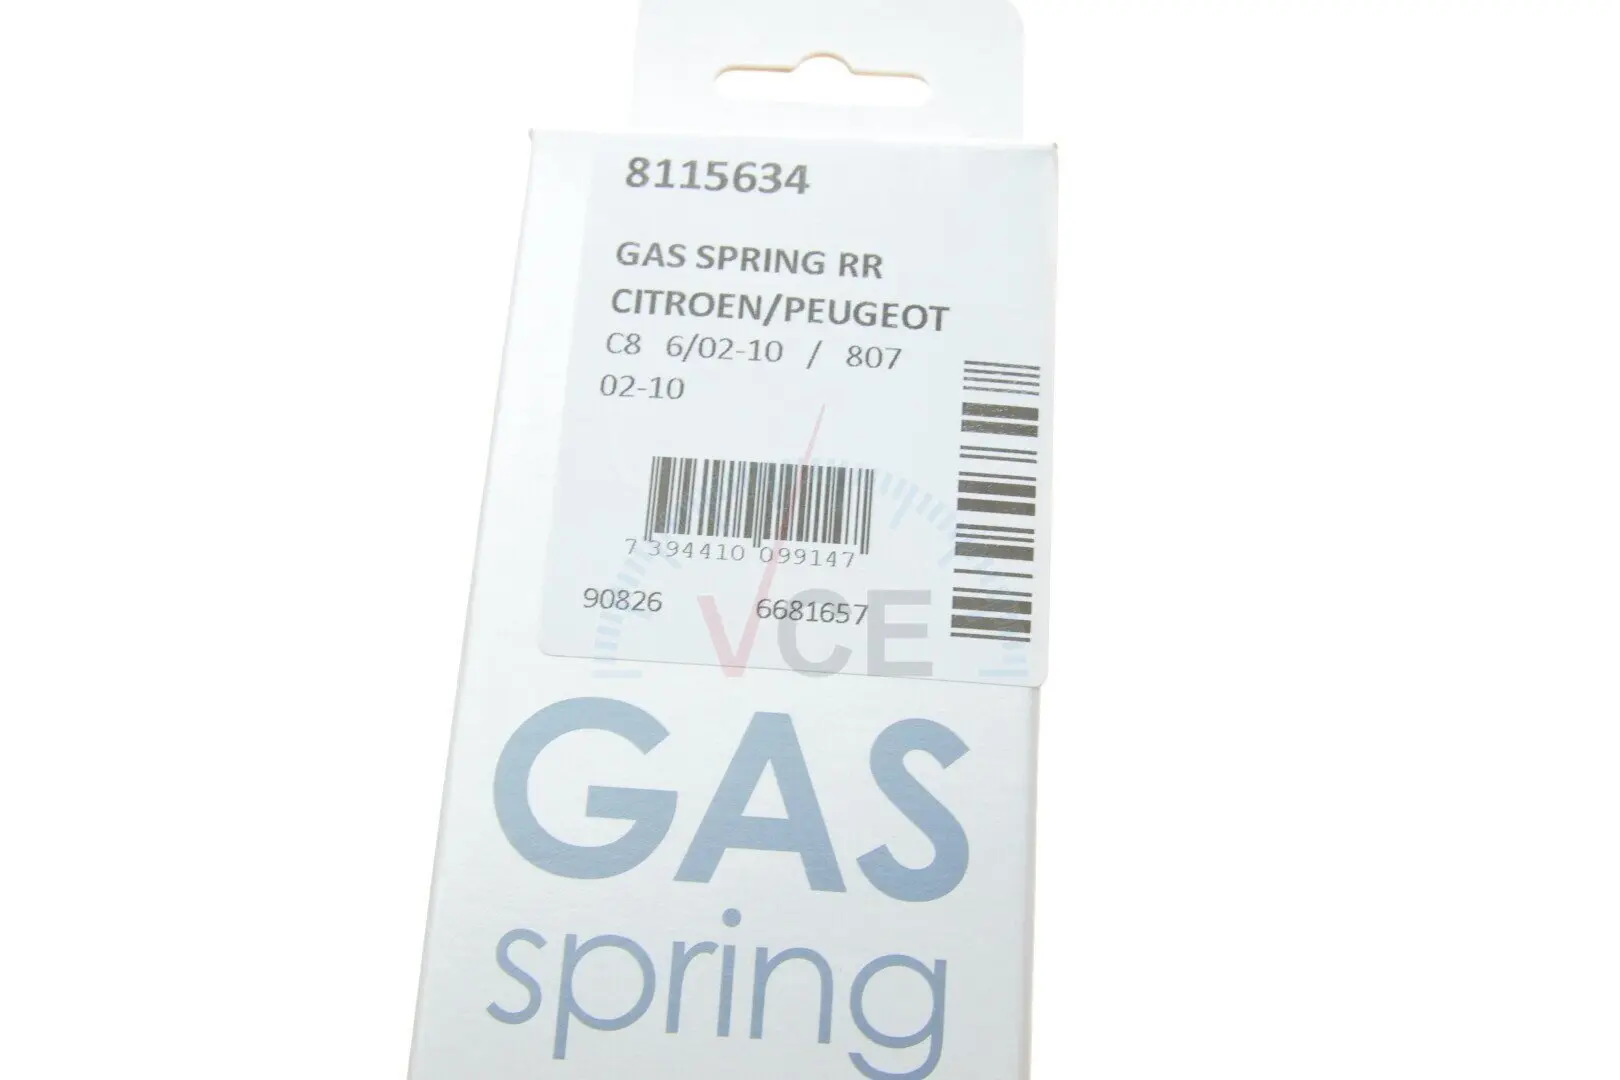 8115634
GAS SPRING RR
CITROEN/PEUGEOT
C8 6/02-10 / 807
02-10
7 394410 099147
90826 6681657
VCE
GAS
spring